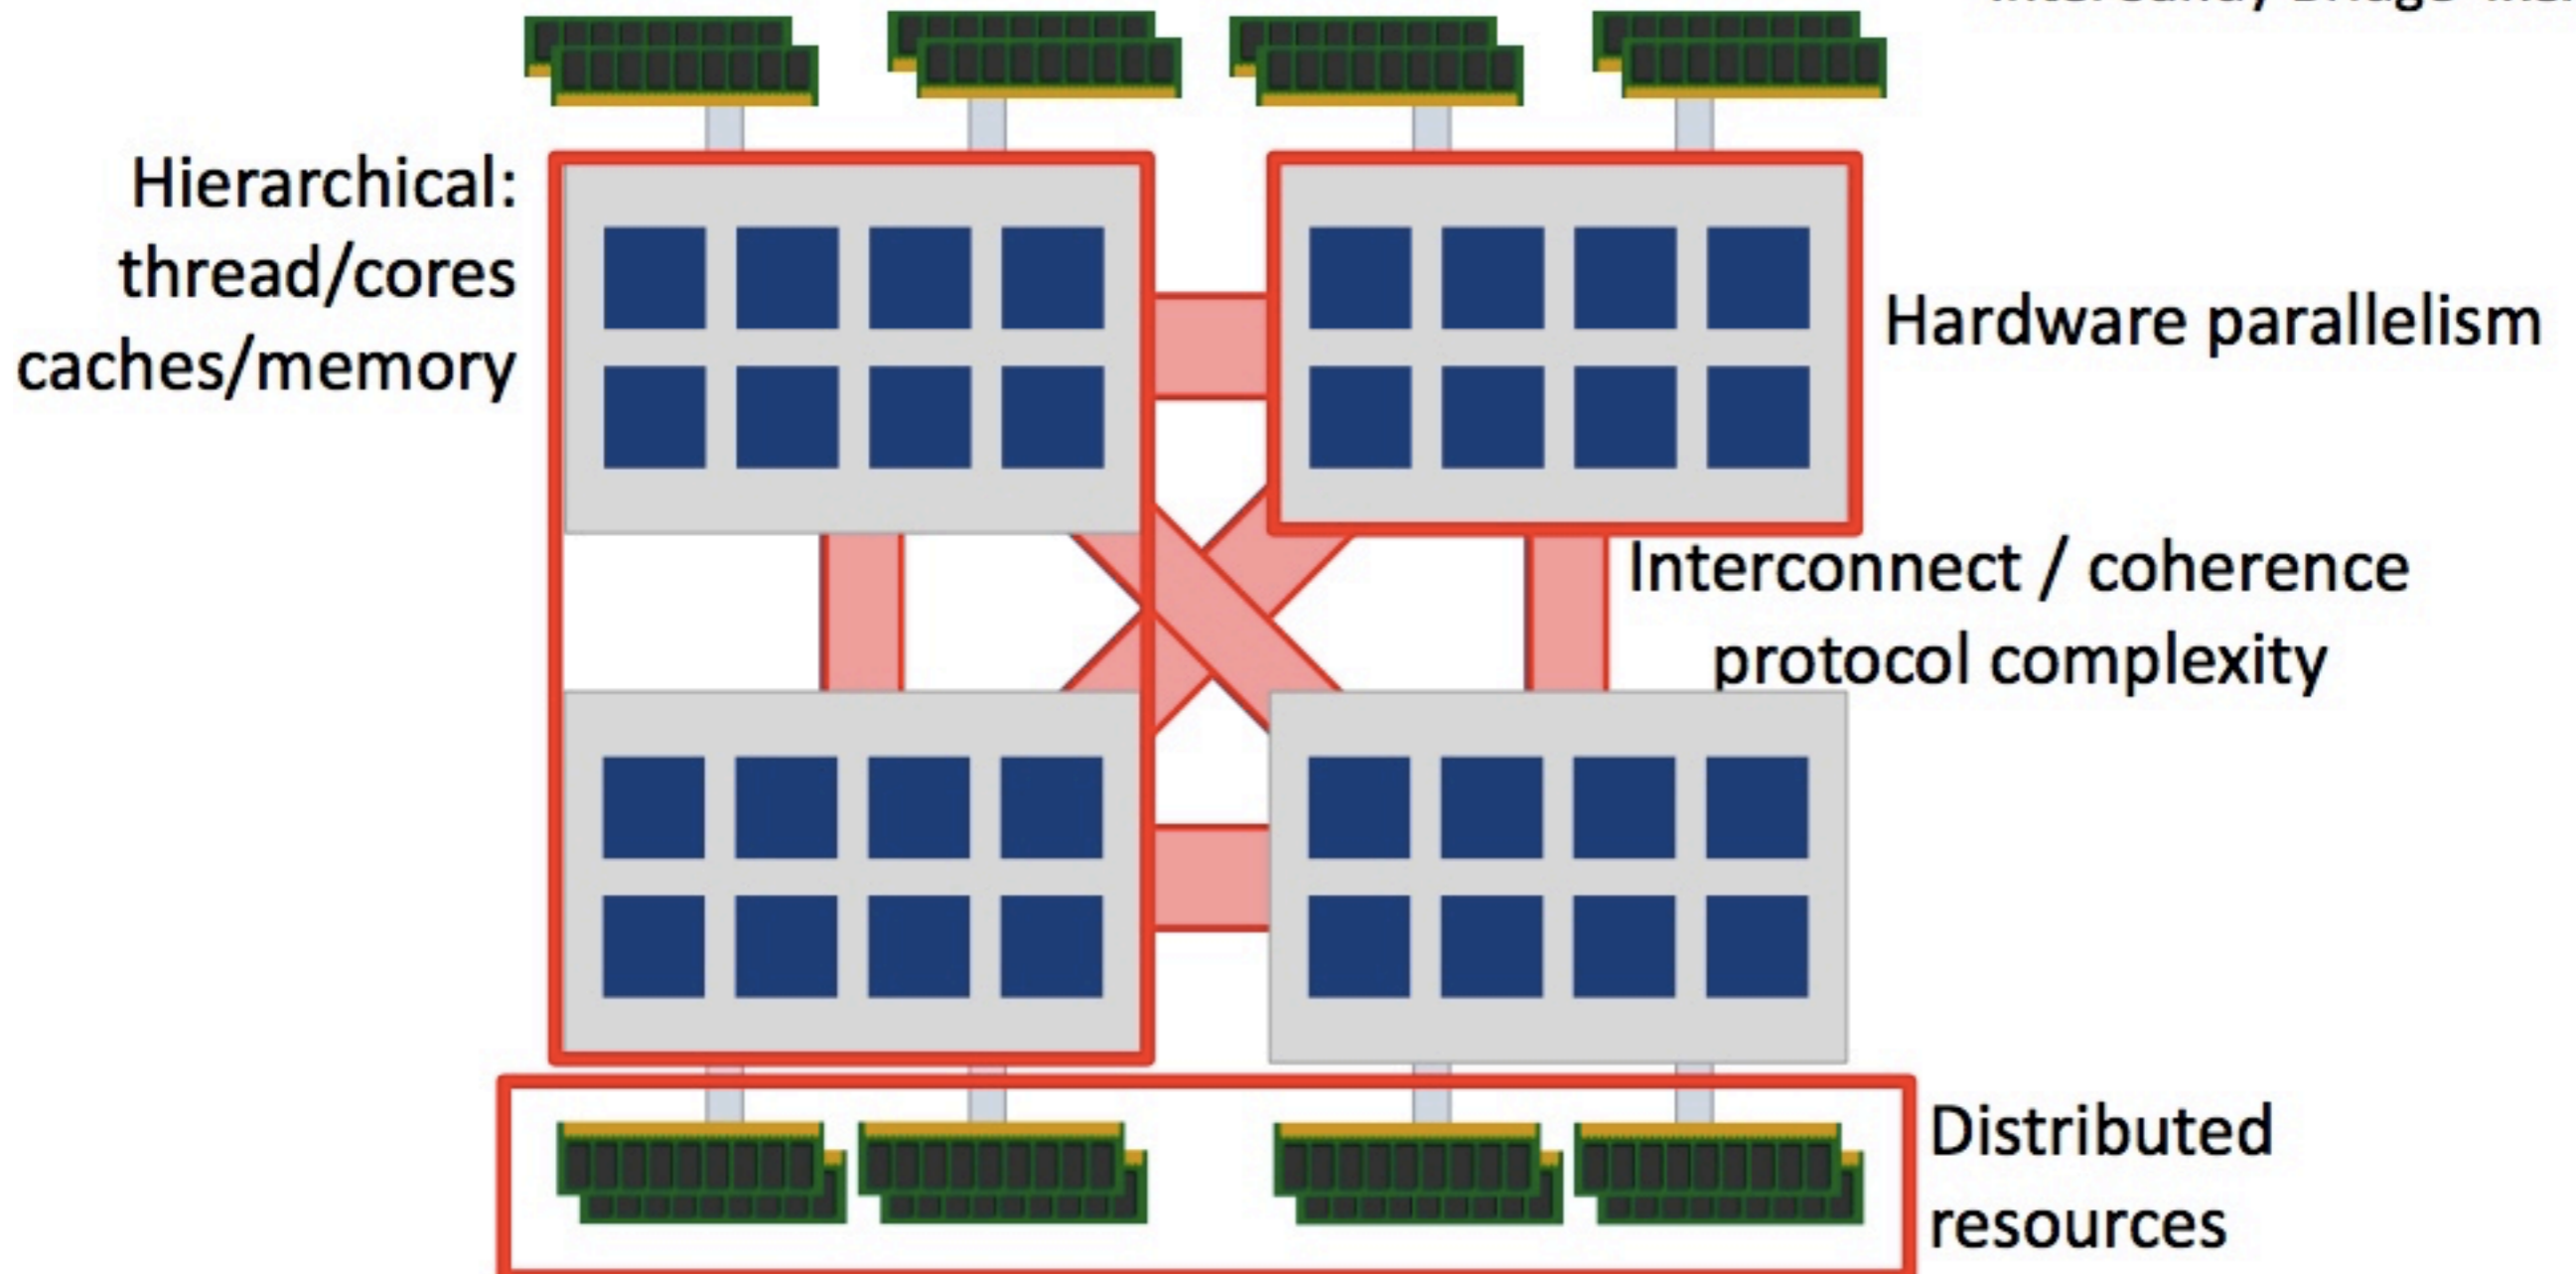 Hierarchical:
thread/cores
caches/memory
Hardware parallelism
Interconnect / coherence
protocol complexity
Distributed
resources